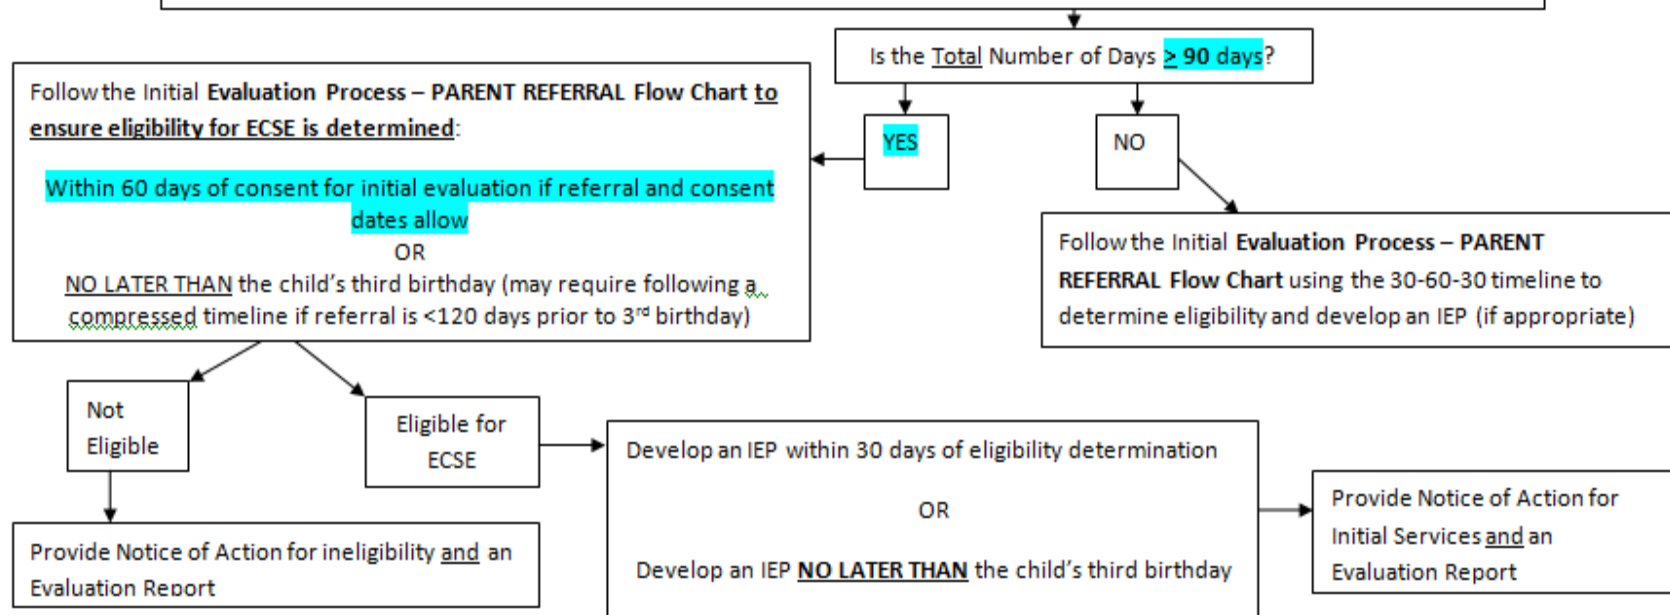 Is the Total Number of Days ≥ 90 days?
YES
NO
Follow the Initial Evaluation Process – PARENT REFERRAL Flow Chart to
ensure eligibility for ECSE is determined:
Within 60 days of consent for initial evaluation if referral and consent
dates allow
OR
NO LATER THAN the child's third birthday (may require following a
compressed timeline if referral is <120 days prior to 3rd birthday)
Follow the Initial Evaluation Process – PARENT
REFERRAL Flow Chart using the 30-60-30 timeline to
determine eligibility and develop an IEP (if appropriate)
Not
Eligible
Eligible for
ECSE
Provide Notice of Action for ineligibility and an
Evaluation Report
Develop an IEP within 30 days of eligibility determination
OR
Develop an IEP NO LATER THAN the child's third birthday
Provide Notice of Action for
Initial Services and an
Evaluation Report